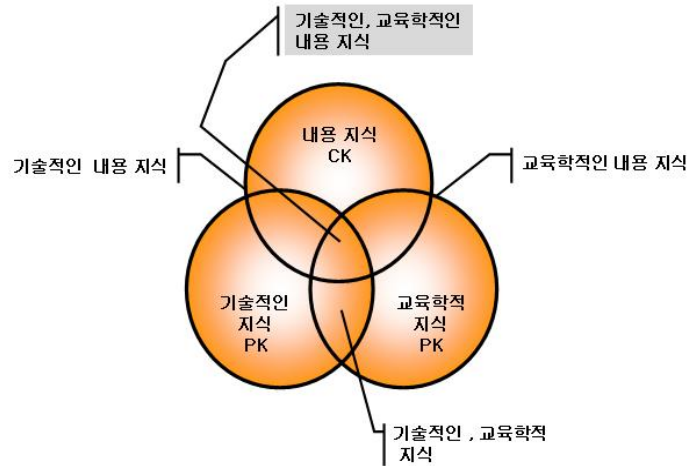 기술적인, 교육학적인
내용 지식
내용 지식
CK
기술적인 내용 지식
교육학적인 내용 지식
기술적인
지식
PK
교육학적
지식
PK
기술적인 , 교육학적
지식